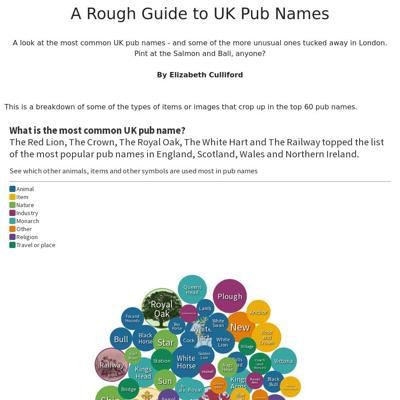 A Rough Guide to UK Pub Names
A look at the most common UK pub names - and some of the more unusual ones tucked away in London.
Pint at the Salmon and Ball, anyone?
By Elizabeth Culliford
This is a breakdown of some of the types of items or images that crop up in the top 60 pub names.
What is the most common UK pub name?
The Red Lion, The Crown, The Royal Oak, The White Hart and The Railway topped the list
of the most popular pub names in England, Scotland, Wales and Northern Ireland.
See which other animals, items and other symbols are used most in pub names
Animal
Item
Nature
Industry
Monarch
Other
Religion
Travel or place
Queens
Head
Plough
Royal
Oak
Lamb
Anchor
White
Swan
New
Rose
and
Crown
Bull
Black
Horse
Star
Cock
White
Lion
Village
Railway
Station
White
Horse
Victoria
Kings
Head
Sun
Kings
Arms
Black
Bull
Bridge
Royal